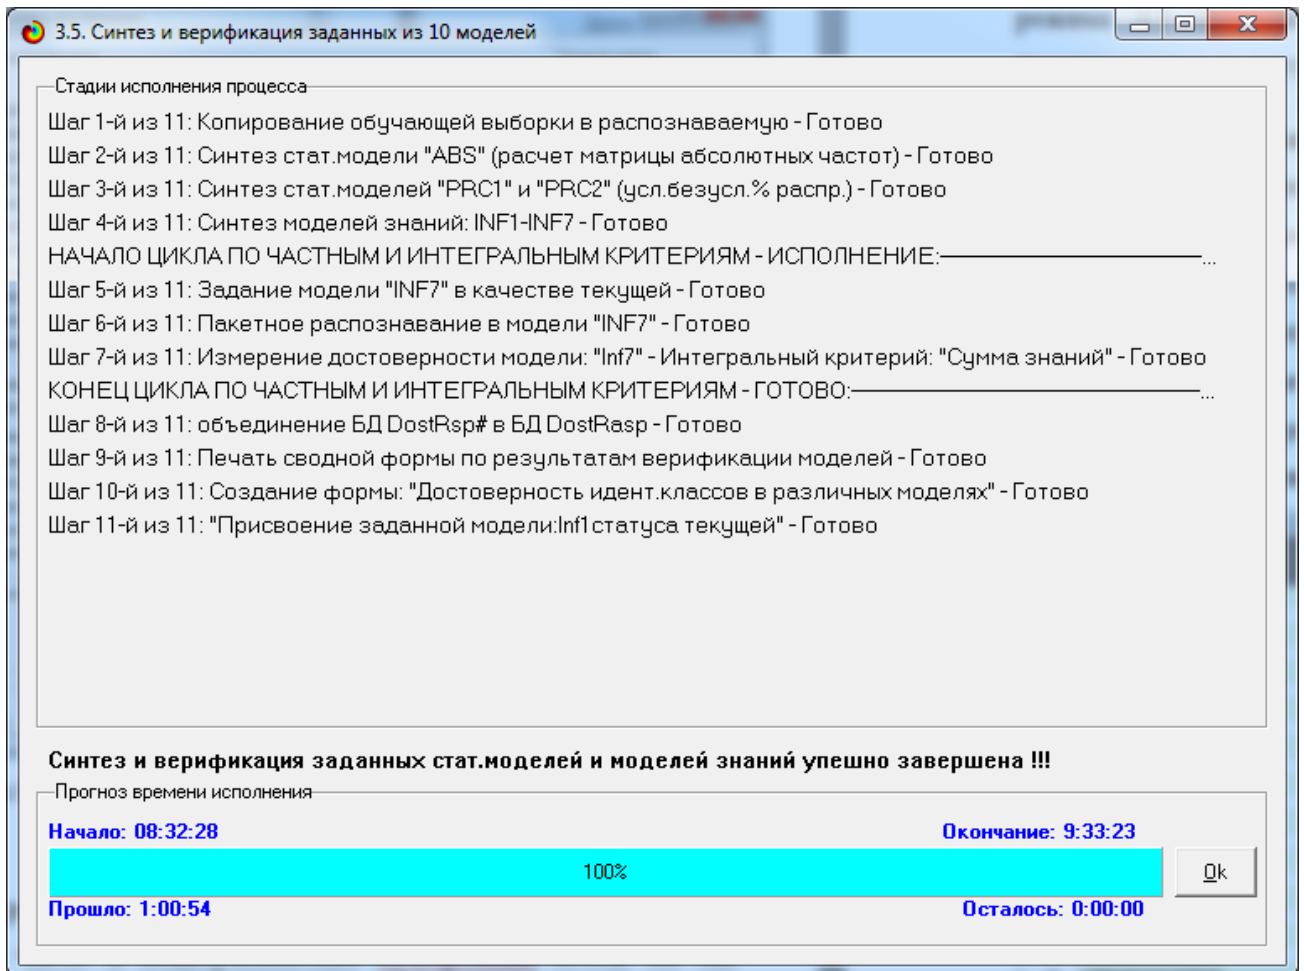 3.5. Синтез и верификация заданных из 10 моделей
Стадии исполнения процесса
Шаг 1-й из 11: Копирование обучающей выборки в распознаваемую - Готово
Шаг 2-й из 11: Синтез стат.модели "ABS" (расчет матрицы абсолютных частот) - Готово
Шаг 3-й из 11: Синтез стат.моделей "PRC1" и "PRC2" (усл.безусл.% распр.) - Готово
Шаг 4-й из 11: Синтез моделей знаний: INF1-INF7 - Готово
НАЧАЛО ЦИКЛА ПО ЧАСТНЫМ И ИНТЕГРАЛЬНЫМ КРИТЕРИЯМ - ИСПОЛНЕНИЕ:────────────────...
Шаг 5-й из 11: Задание модели "INF7" в качестве текущей - Готово
Шаг 6-й из 11: Пакетное распознавание в модели "INF7" - Готово
Шаг 7-й из 11: Измерение достоверности модели: "Inf7" - Интегральный критерий: "Сумма знаний" - Готово
КОНЕЦ ЦИКЛА ПО ЧАСТНЫМ И ИНТЕГРАЛЬНЫМ КРИТЕРИЯМ - ГОТОВО:──────────────────────...
Шаг 8-й из 11: объединение БД DostRsp# в БД DostRasp - Готово
Шаг 9-й из 11: Печать сводной формы по результатам верификации моделей - Готово
Шаг 10-й из 11: Создание формы: "Достоверность идент.классов в различных моделях" - Готово
Шаг 11-й из 11: "Присвоение заданной модели:Inf1статуса текущей" - Готово
Синтез и верификация заданных стат.моделей и моделей знаний упешно завершена !!!
Прогноз времени исполнения
Начало: 08:32:28 Окончание: 9:33:23
100% Ok
Прошло: 1:00:54 Осталось: 0:00:00